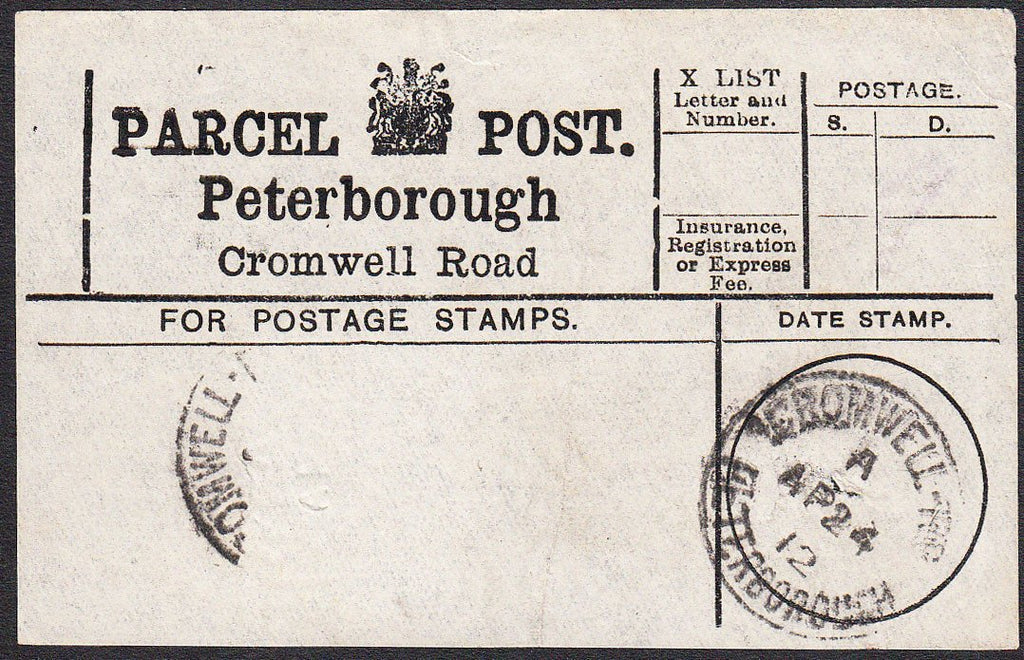 PARCEL POST.
Peterborough
Cromwell Road
X LIST
Letter and
Number.
Insurance,
Registration
or Express
Fee.
POSTAGE.
S. D.
FOR POSTAGE STAMPS.
DATE STAMP.
OMWELL
CROMWELL
A
AP 24
12